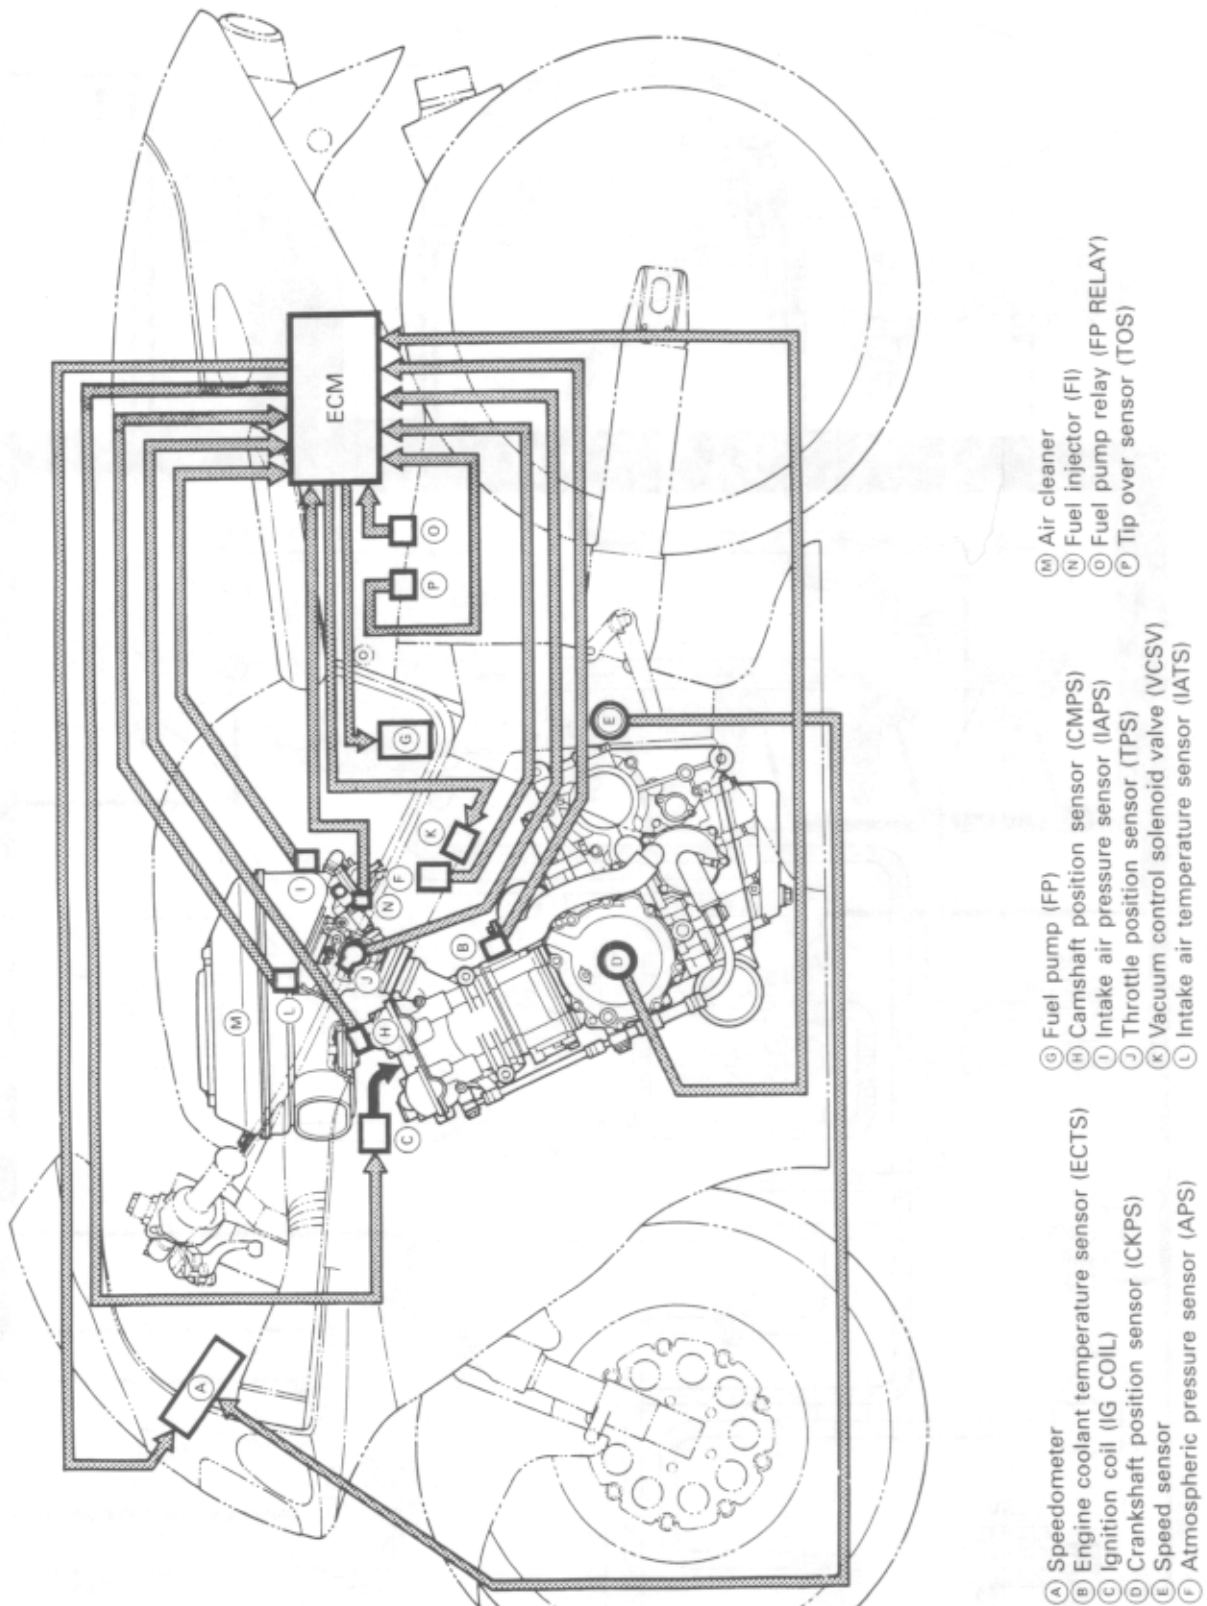 ECM
A
B
C
D
E
F
G
H
I
J
K
L
M
N
O
P
Ⓐ Speedometer
Ⓑ Engine coolant temperature sensor (ECTS)
Ⓒ Ignition coil (IG COIL)
Ⓓ Crankshaft position sensor (CKPS)
Ⓔ Speed sensor
Ⓕ Atmospheric pressure sensor (APS)
Ⓖ Fuel pump (FP)
Ⓗ Camshaft position sensor (CMPS)
Ⓘ Intake air pressure sensor (IAPS)
Ⓙ Throttle position sensor (TPS)
Ⓚ Vacuum control solenoid valve (VCSV)
Ⓛ Intake air temperature sensor (IATS)
Ⓜ Air cleaner
Ⓝ Fuel injector (FI)
Ⓞ Fuel pump relay (FP RELAY)
Ⓟ Tip over sensor (TOS)